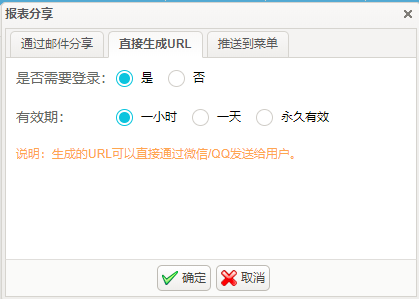 报表分享
通过邮件分享 直接生成URL 推送到菜单
是否需要登录： 是 否
有效期： 一小时 一天 永久有效
说明：生成的URL可以直接通过微信/QQ发送给用户。
确定 取消